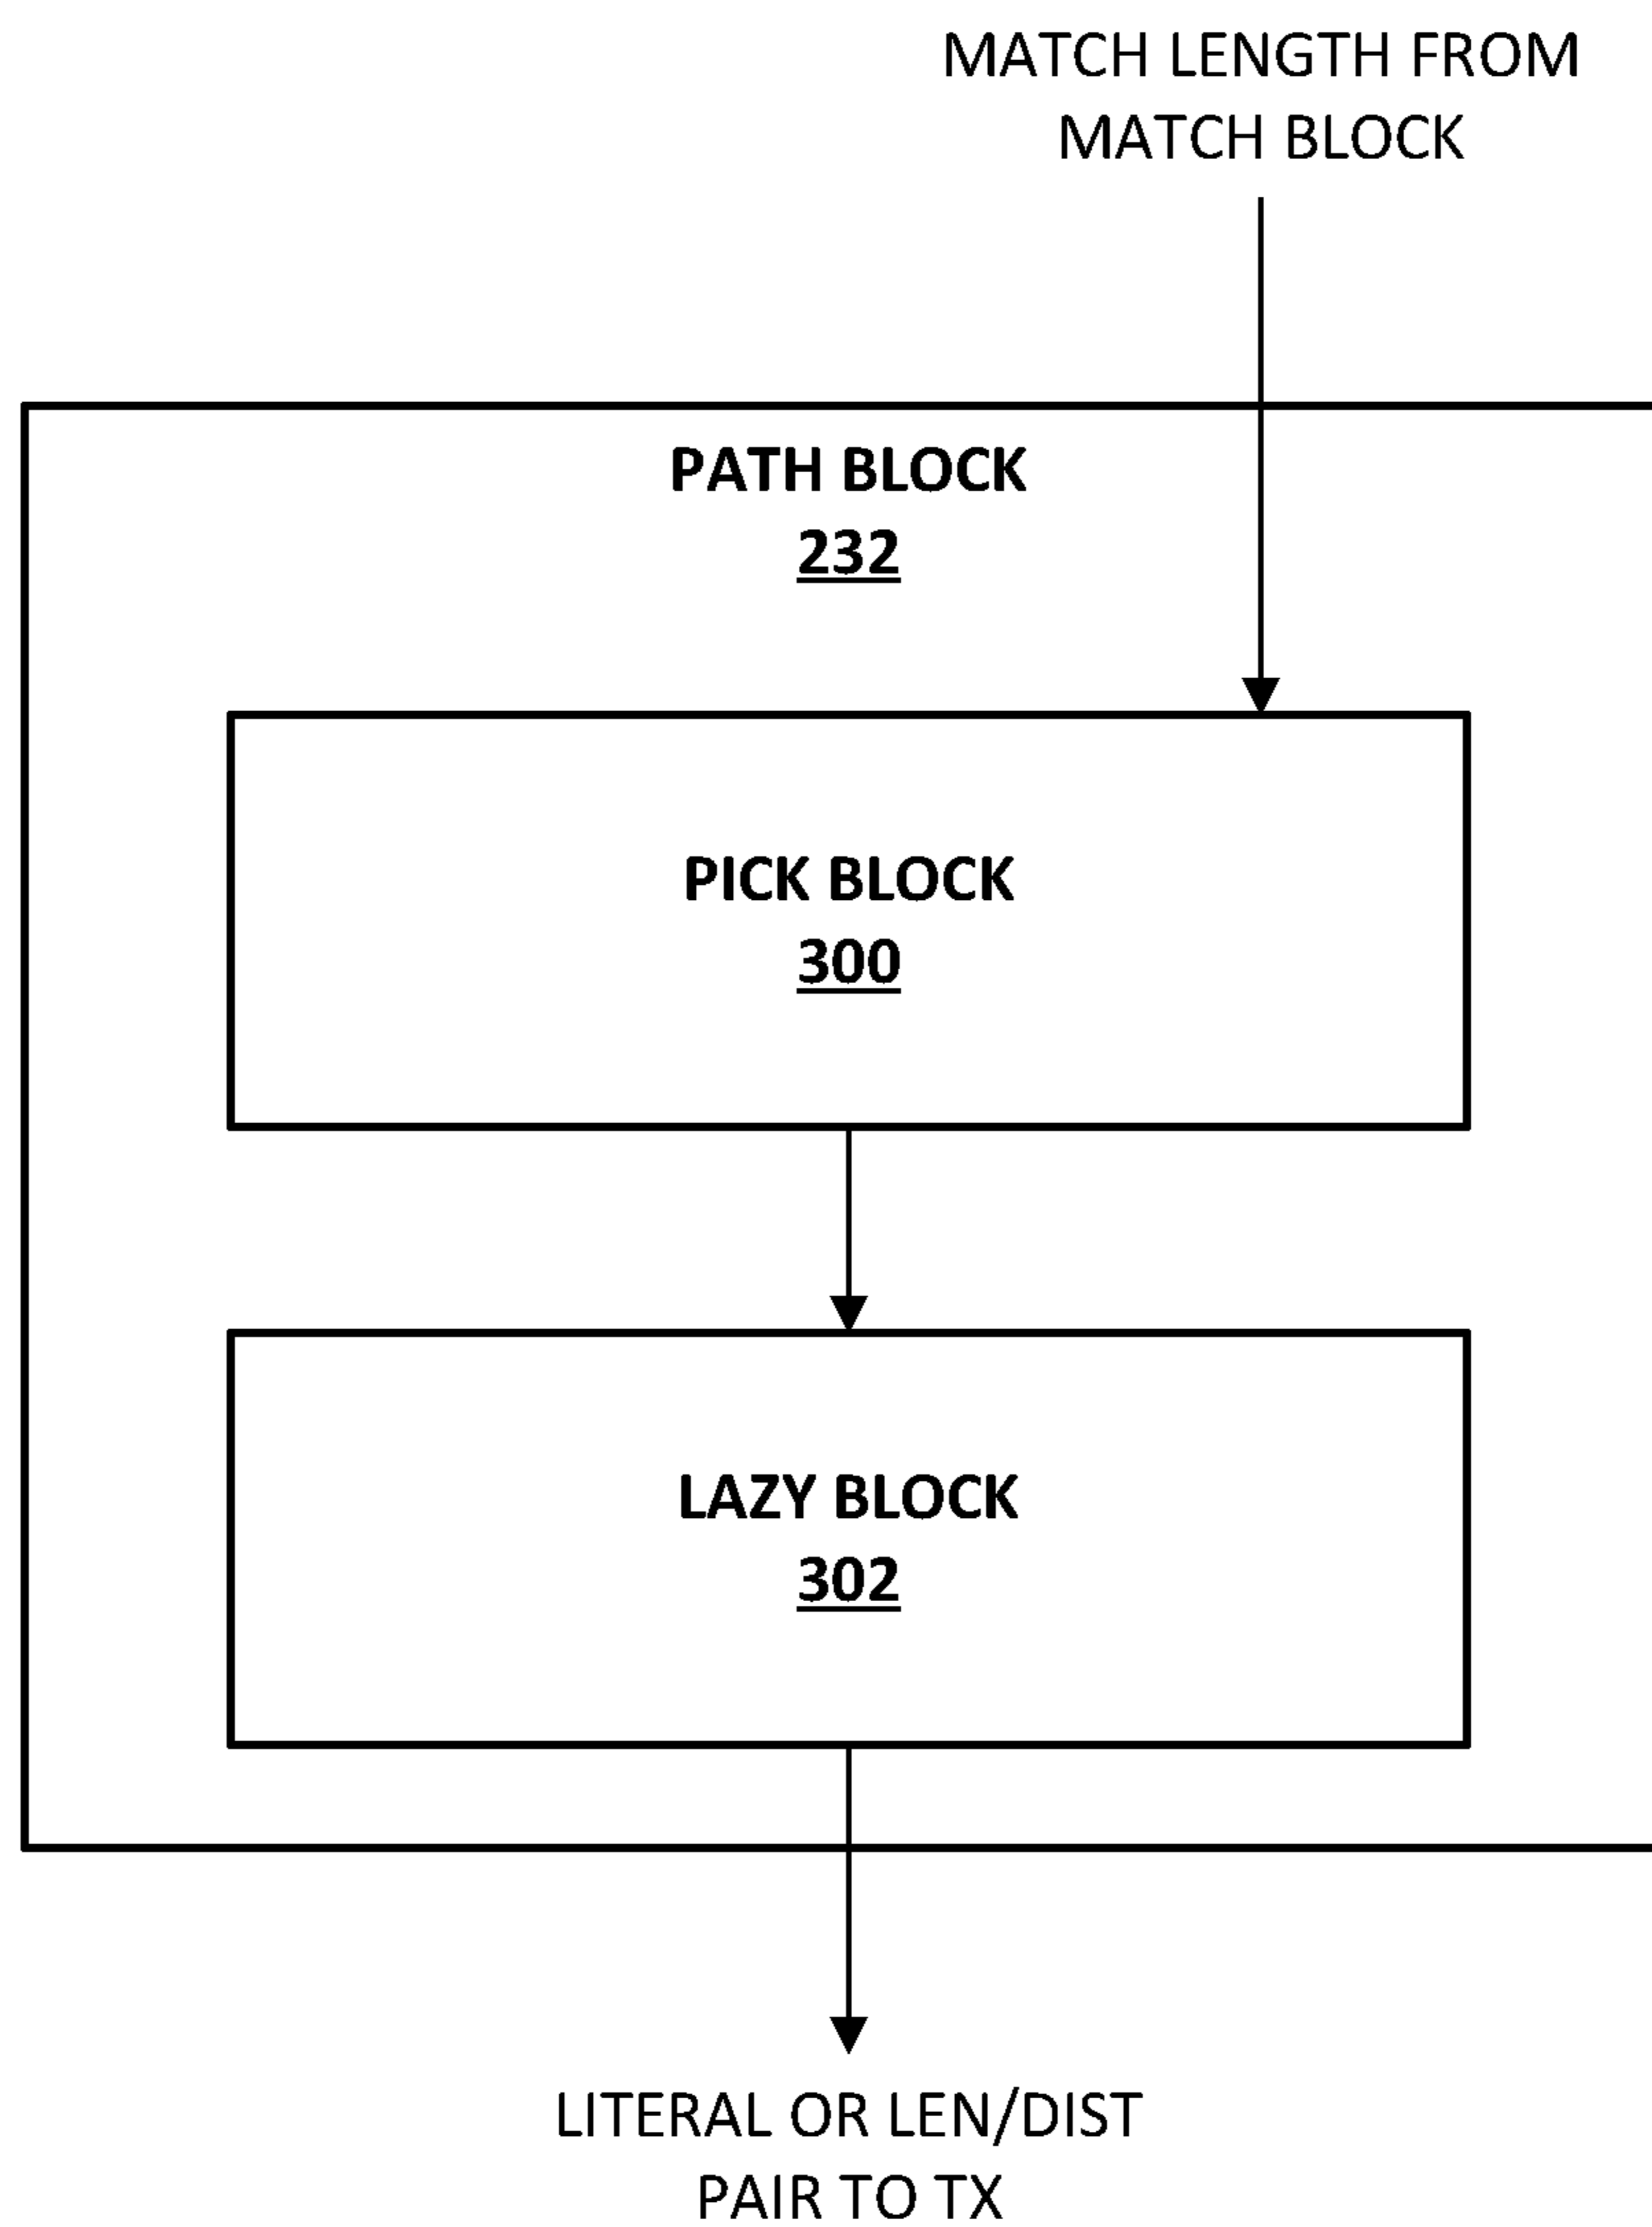 MATCH LENGTH FROM
MATCH BLOCK
PATH BLOCK
232
PICK BLOCK
300
LAZY BLOCK
302
LITERAL OR LEN/DIST
PAIR TO TX